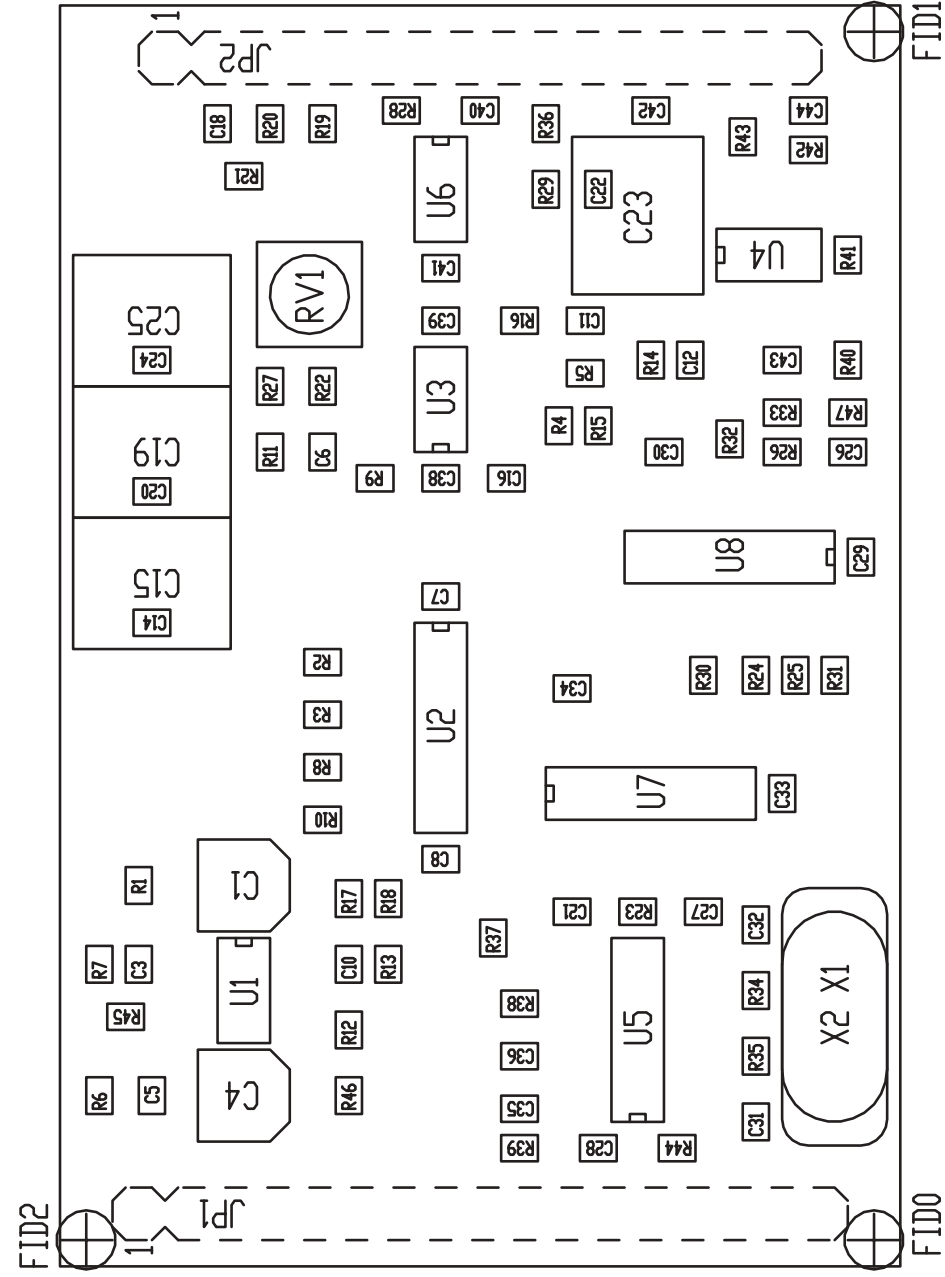 1
FID1
JP2
C18
R20
R19
R28
C40
R36
C42
C44
R43
R42
R21
U6
R29
C22
C23
U4
R41
C41
RV1
C25
C24
C39
R16
C11
R14
C12
C43
R40
R5
R27
R22
U3
R4
R15
R33
R47
R32
C19
R11
C6
C30
R26
C26
C20
R9
C38
C16
U8
C29
C15
C14
C7
R2
R30
R24
R25
R31
C34
R3
U2
R8
U7
C33
R10
C8
R1
C1
R17
R18
C21
R23
C27
C32
R37
R7
C3
C10
R13
U1
R34
X2 X1
R45
R38
R12
U5
C36
R35
R6
C5
C4
R46
C35
C31
R39
C28
R44
FID2
JP1
1
FID0